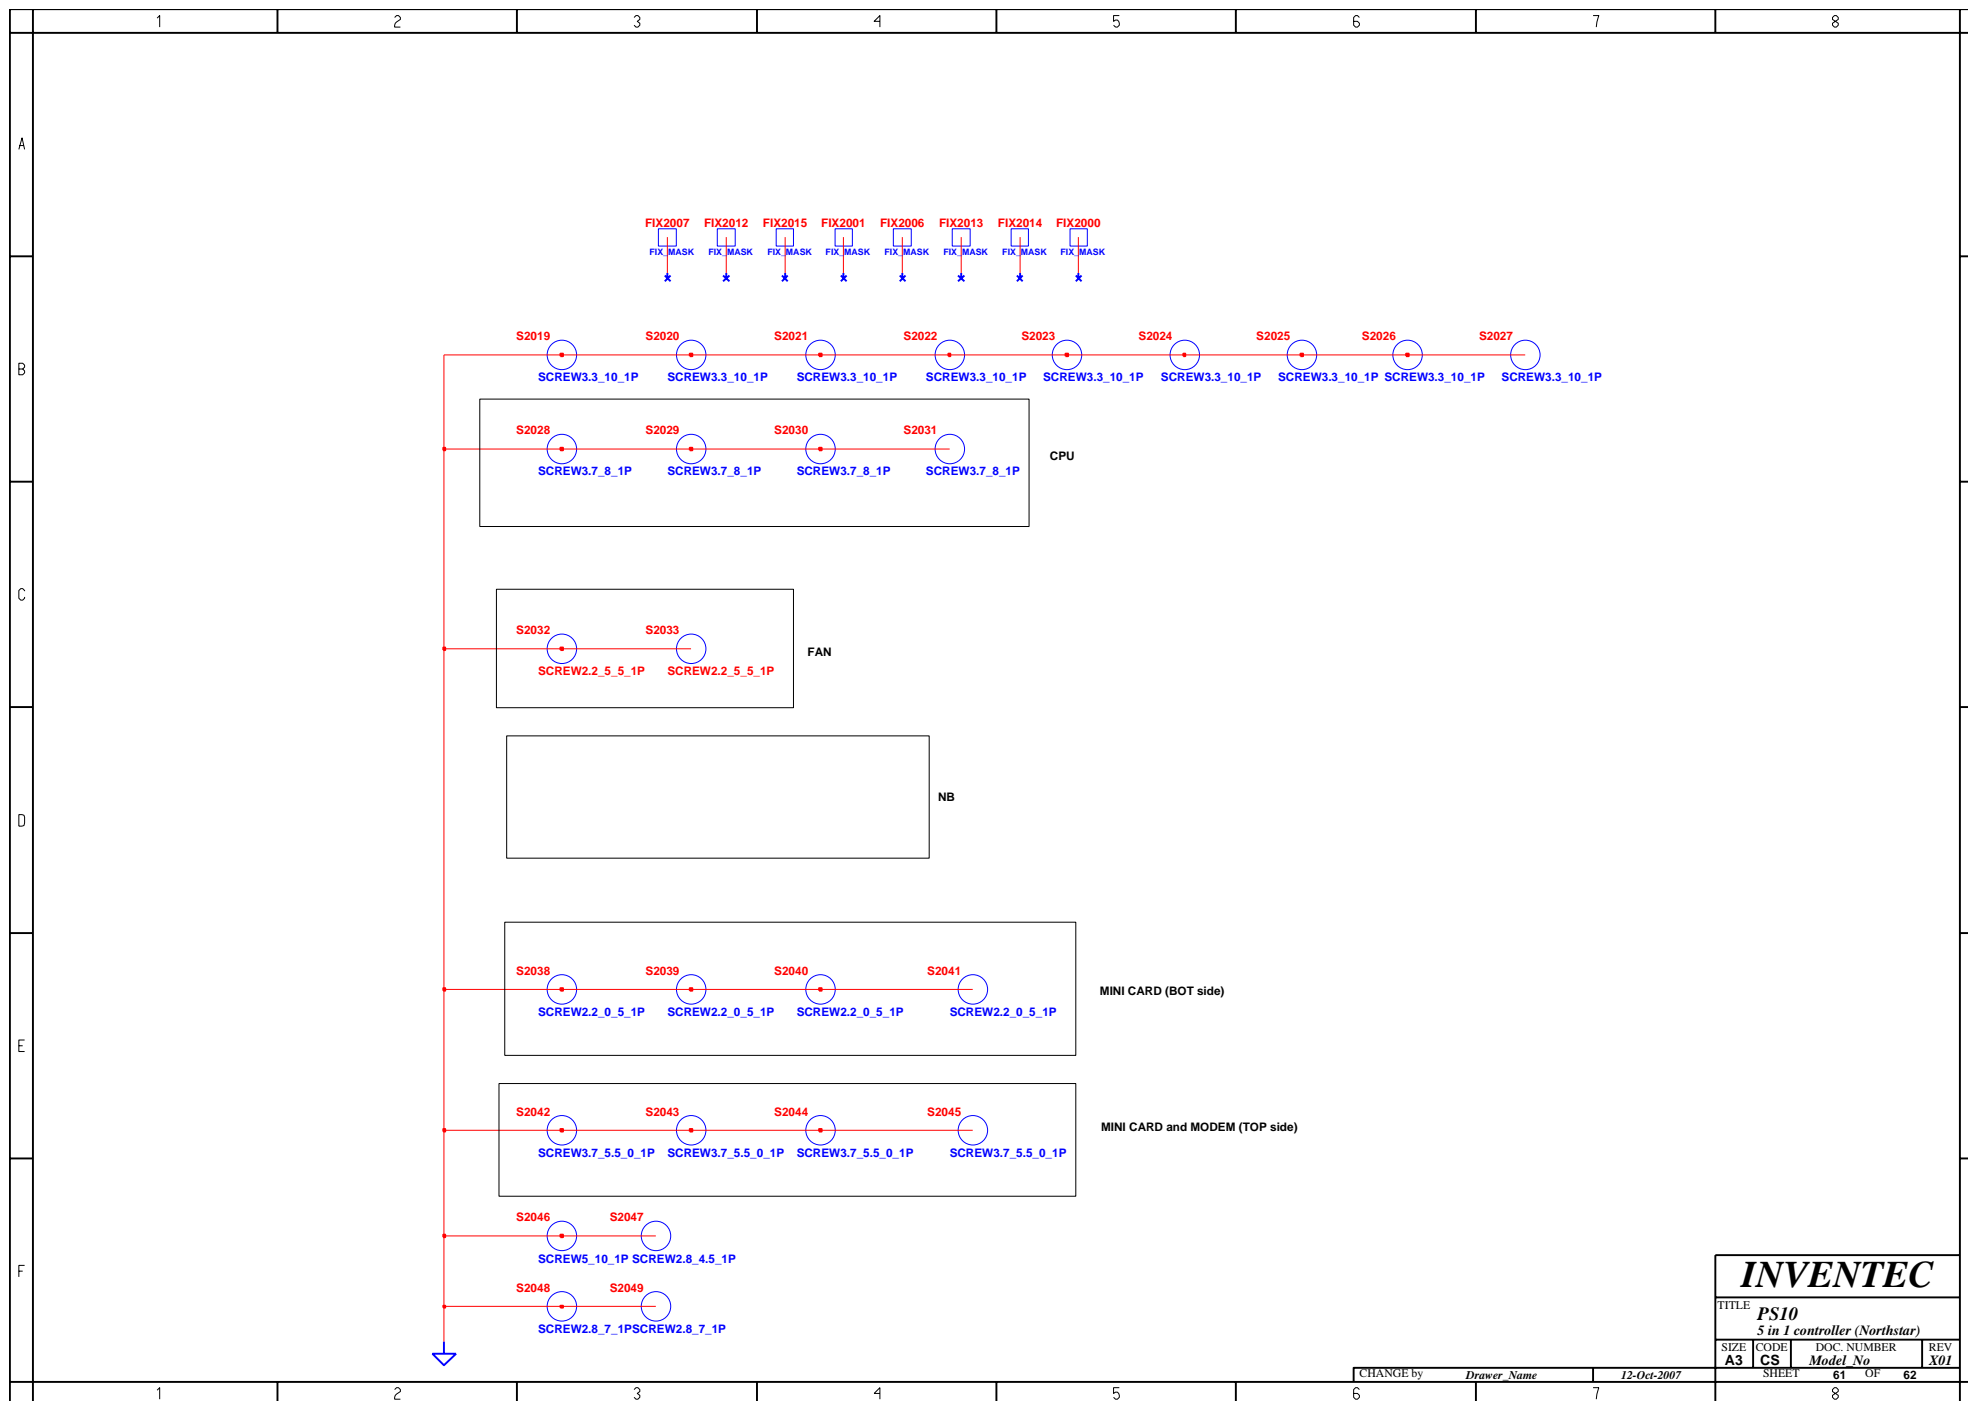 1 2 3 4 5 6 7 8
A
FIX2007 FIX2012 FIX2015 FIX2001 FIX2006 FIX2013 FIX2014 FIX2000
FIX_MASK FIX_MASK FIX_MASK FIX_MASK FIX_MASK FIX_MASK FIX_MASK FIX_MASK
S2019 S2020 S2021 S2022 S2023 S2024 S2025 S2026 S2027
B
SCREW3.3_10_1P SCREW3.3_10_1P SCREW3.3_10_1P SCREW3.3_10_1P SCREW3.3_10_1P SCREW3.3_10_1P SCREW3.3_10_1P SCREW3.3_10_1P SCREW3.3_10_1P
S2028 S2029 S2030 S2031
CPU
SCREW3.7_8_1P SCREW3.7_8_1P SCREW3.7_8_1P SCREW3.7_8_1P
C
S2032 S2033
FAN
SCREW2.2_5_5_1P SCREW2.2_5_5_1P
NB
D
S2038 S2039 S2040 S2041
MINI CARD (BOT side)
SCREW2.2_0_5_1P SCREW2.2_0_5_1P SCREW2.2_0_5_1P SCREW2.2_0_5_1P
E
S2042 S2043 S2044 S2045
MINI CARD and MODEM (TOP side)
SCREW3.7_5.5_0_1P SCREW3.7_5.5_0_1P SCREW3.7_5.5_0_1P SCREW3.7_5.5_0_1P
S2046 S2047
SCREW5_10_1P SCREW2.8_4.5_1P
F
S2048 S2049
SCREW2.8_7_1P SCREW2.8_7_1P
INVENTEC
TITLE PS10
5 in 1 controller (Northstar)
SIZE CODE DOC. NUMBER REV
A3 CS Model_No X01
CHANGE by Drawer_Name 12-Oct-2007 SHEET 61 OF 62
1 2 3 4 5 6 7 8